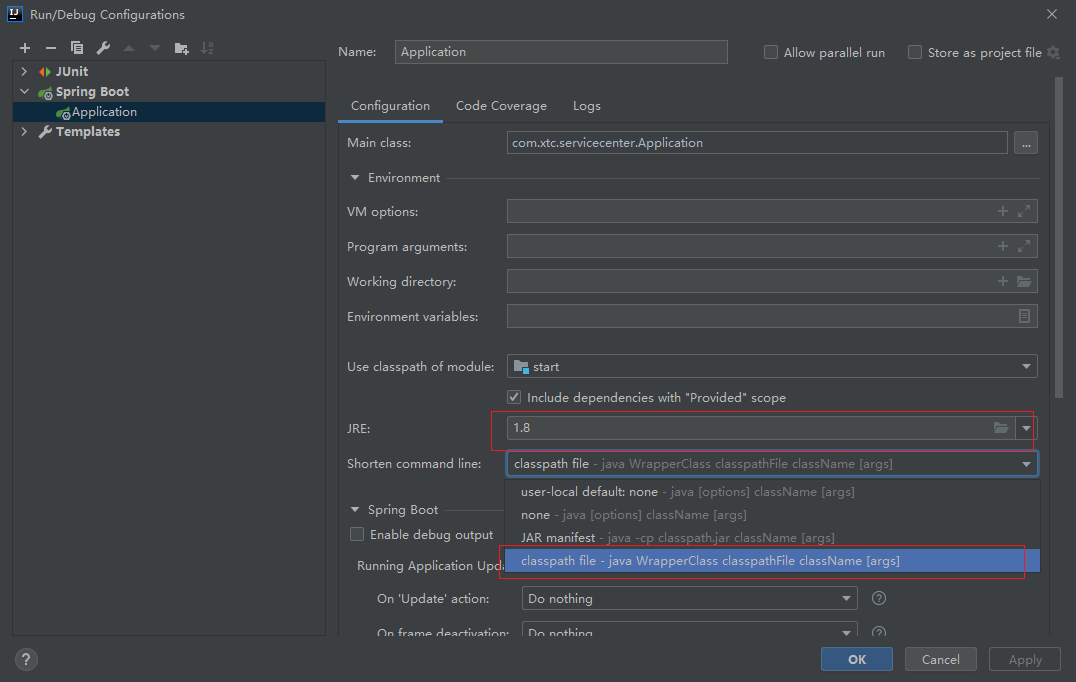 IJ Run/Debug Configurations
Name: Application Allow parallel run Store as project file
JUnit
Spring Boot
Application
Templates
Configuration Code Coverage Logs
Main class: com.xtc.servicecenter.Application ...
Environment
VM options:
Program arguments:
Working directory:
Environment variables:
Use classpath of module: start
Include dependencies with "Provided" scope
JRE: 1.8
Shorten command line: classpath file - java WrapperClass classpathFile className [args]
user-local default: none - java [options] className [args]
none - java [options] className [args]
JAR manifest - java -cp classpath.jar className [args]
classpath file - java WrapperClass classpathFile className [args]
Spring Boot
Enable debug output
Running Application Upd
On 'Update' action: Do nothing ?
On frame deactivation: Do nothing ?
? OK Cancel Apply